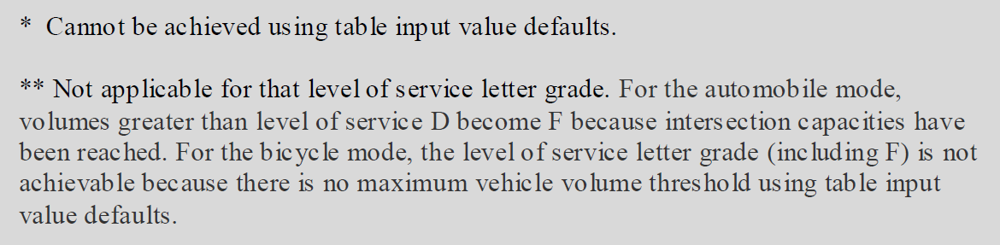 * Cannot be achieved using table input value defaults.
** Not applicable for that level of service letter grade. For the automobile mode,
volumes greater than level of service D become F because intersection capacities have
been reached. For the bicycle mode, the level of service letter grade (including F) is not
achievable because there is no maximum vehicle volume threshold using table input
value defaults.